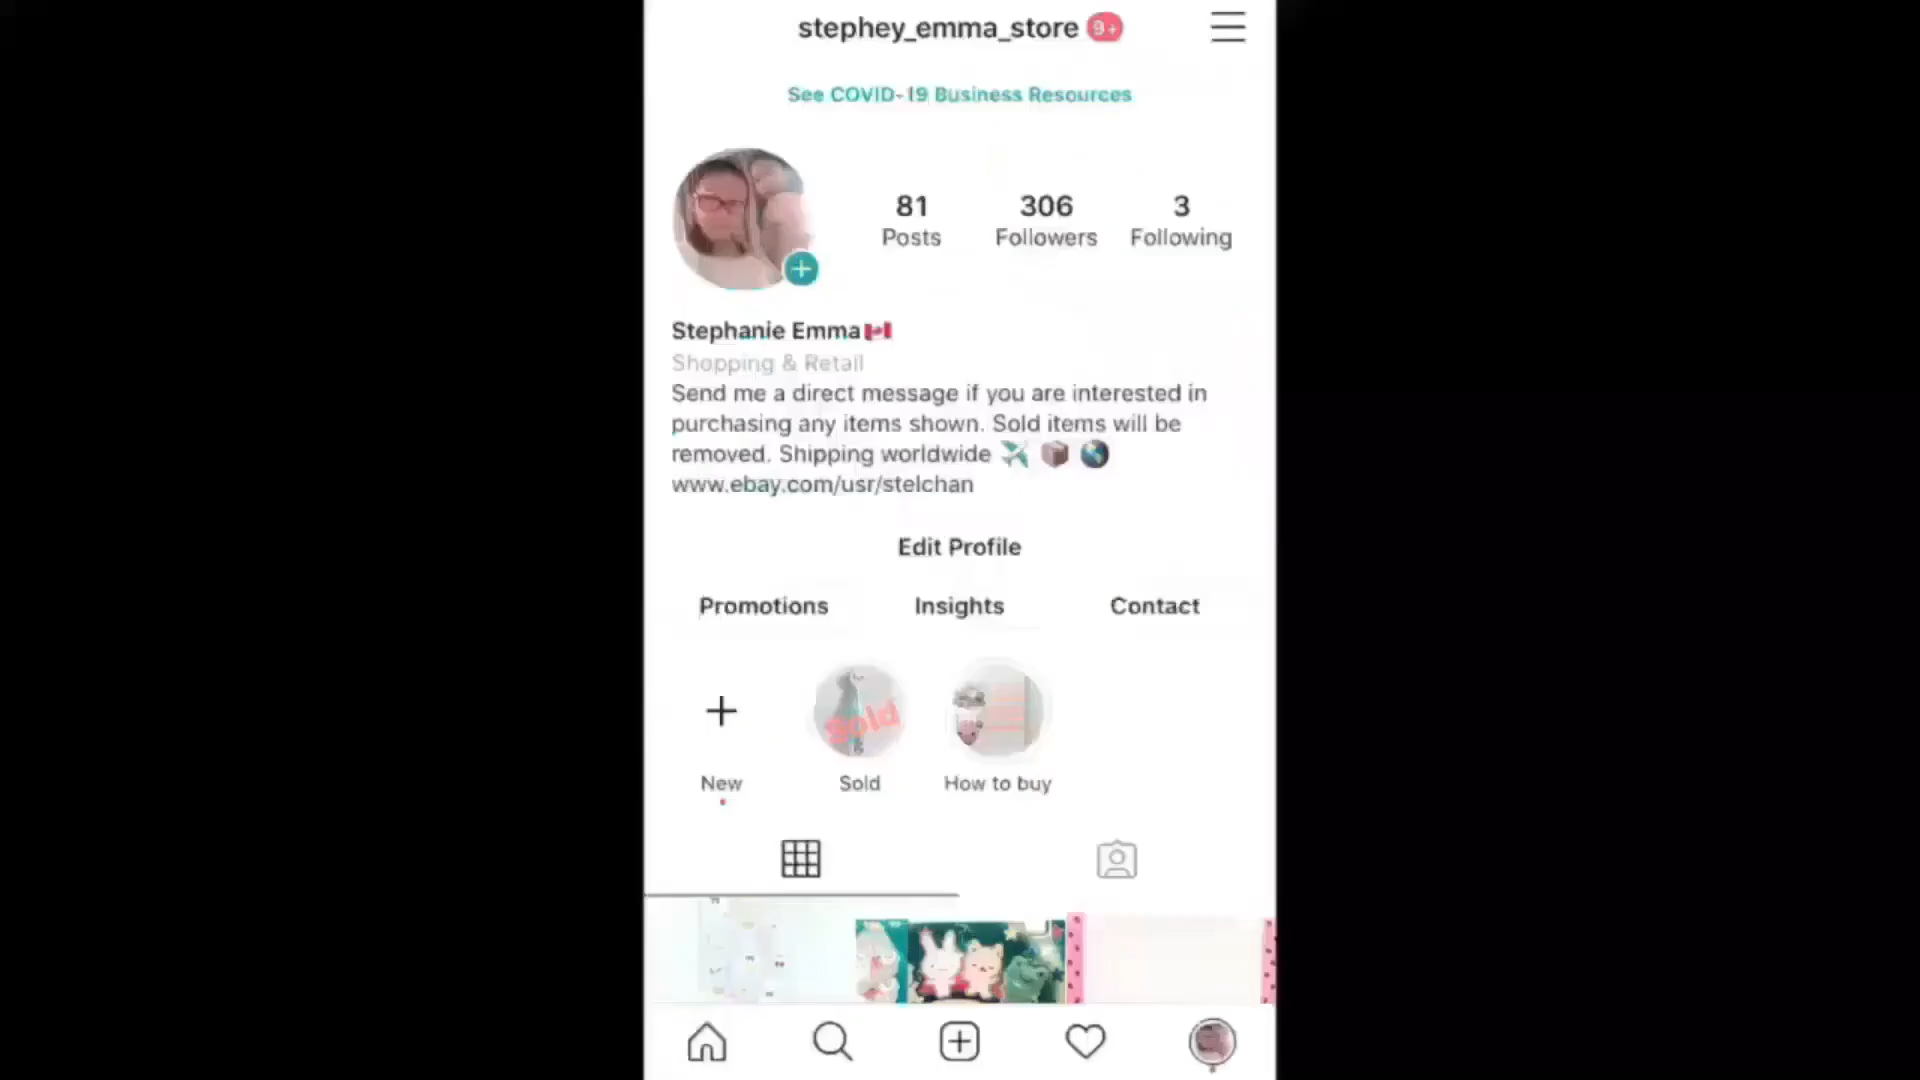 stephey_emma_store 9+
See COVID-19 Business Resources
81 306 3
Posts Followers Following
Stephanie Emma🇨🇦
Shopping & Retail
Send me a direct message if you are interested in
purchasing any items shown. Sold items will be
removed. Shipping worldwide ✈️ 📦 🌎
www.ebay.com/usr/stelchan
Edit Profile
Promotions Insights Contact
Sold
New Sold How to buy